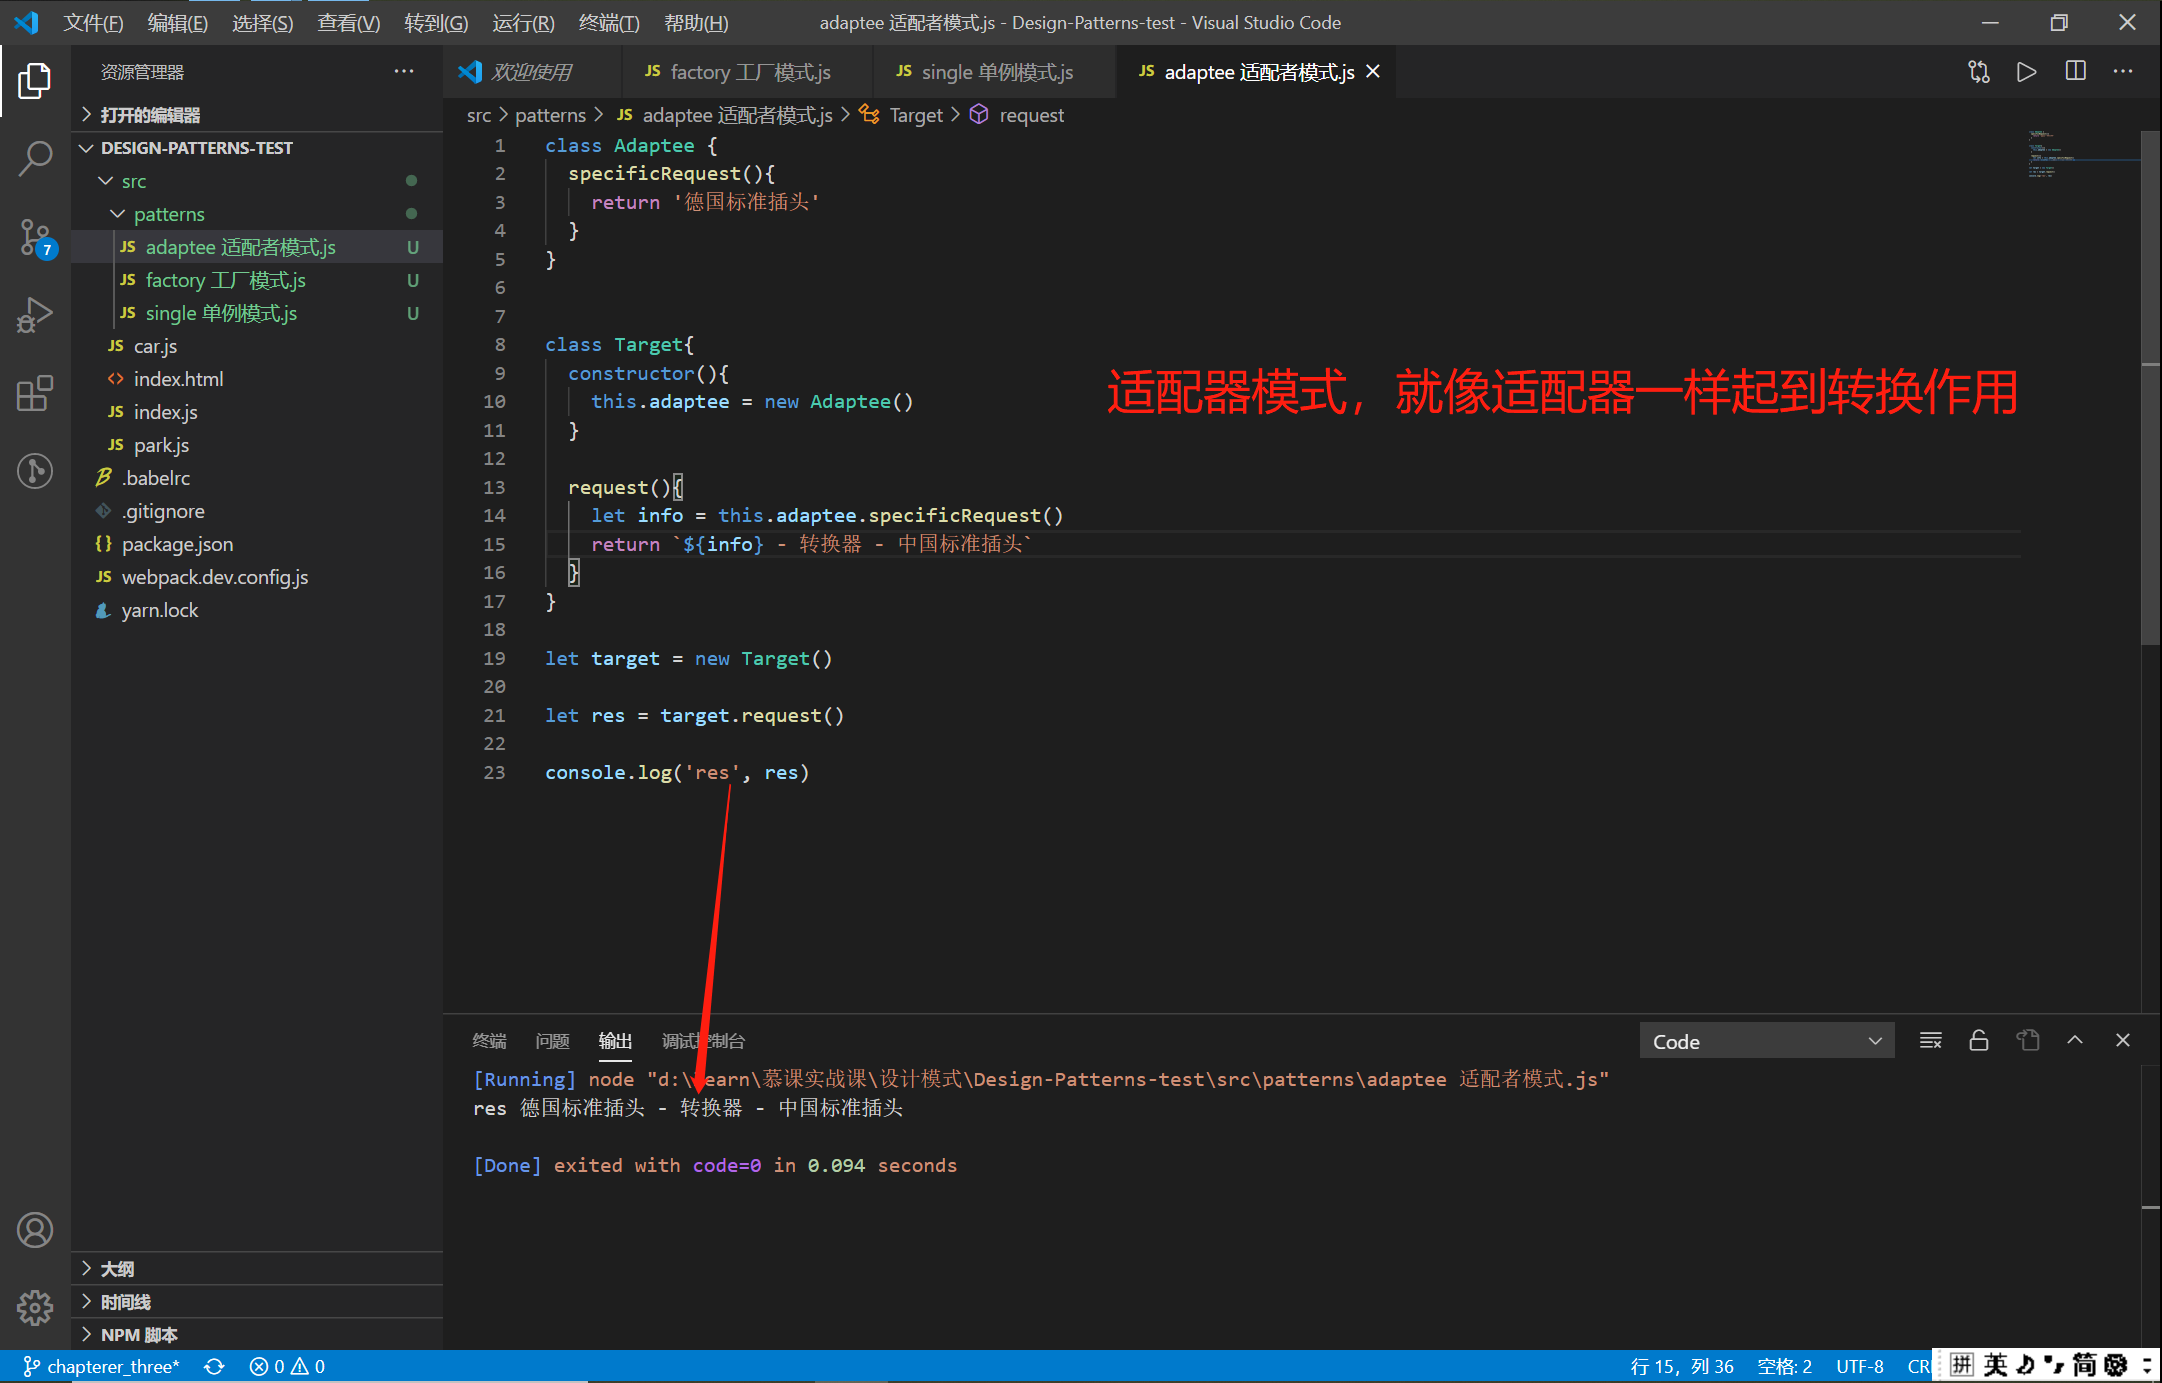 文件(F) 编辑(E) 选择(S) 查看(V) 转到(G) 运行(R) 终端(T) 帮助(H) adaptee 适配者模式.js - Design-Patterns-test - Visual Studio Code
资源管理器
欢迎使用 JS factory 工厂模式.js JS single 单例模式.js JS adaptee 适配者模式.js
打开的编辑器
DESIGN-PATTERNS-TEST
src
patterns
JS adaptee 适配者模式.js U
JS factory 工厂模式.js U
JS single 单例模式.js U
JS car.js
index.html
JS index.js
JS park.js
.babelrc
.gitignore
{} package.json
JS webpack.dev.config.js
yarn.lock
7
大纲
时间线
NPM 脚本
src > patterns > JS adaptee 适配者模式.js > Target > request
1 class Adaptee {
2 specificRequest(){
3 return '德国标准插头'
4 }
5 }
6
7
8 class Target{
9 constructor(){
10 this.adaptee = new Adaptee()
11 }
12
13 request(){
14 let info = this.adaptee.specificRequest()
15 return `${info} - 转换器 - 中国标准插头`
16 }
17 }
18
19 let target = new Target()
20
21 let res = target.request()
22
23 console.log('res', res)
适配器模式，就像适配器一样起到转换作用
终端 问题 输出 调试控制台 Code
[Running] node "d:\learn\慕课实战课\设计模式\Design-Patterns-test\src\patterns\adaptee 适配者模式.js"
res 德国标准插头 - 转换器 - 中国标准插头
[Done] exited with code=0 in 0.094 seconds
chapterer_three* 0 0 行 15，列 36 空格: 2 UTF-8 CR 拼 英 简